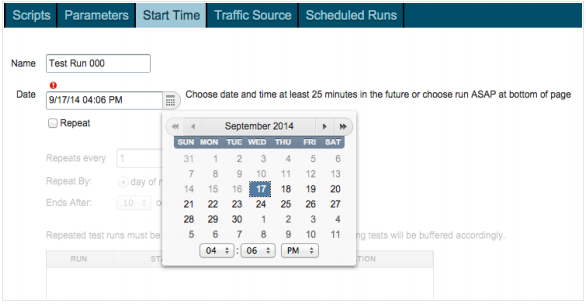 Scripts Parameters Start Time Traffic Source Scheduled Runs
Name Test Run 000
Date 9/17/14 04:06 PM Choose date and time at least 25 minutes in the future or choose run ASAP at bottom of page
Repeat
September 2014
SUN MON TUE WED THU FRI SAT
31 1 2 3 4 5 6
Repeats every 1
7 8 9 10 11 12 13
Repeat By: day of
14 15 16 17 18 19 20
Ends After: 10
21 22 23 24 25 26 27
28 29 30 1 2 3 4
Repeated test runs must be
5 6 7 8 9 10 11
ng tests will be buffered accordingly.
04 : 06 PM
RUN
TION